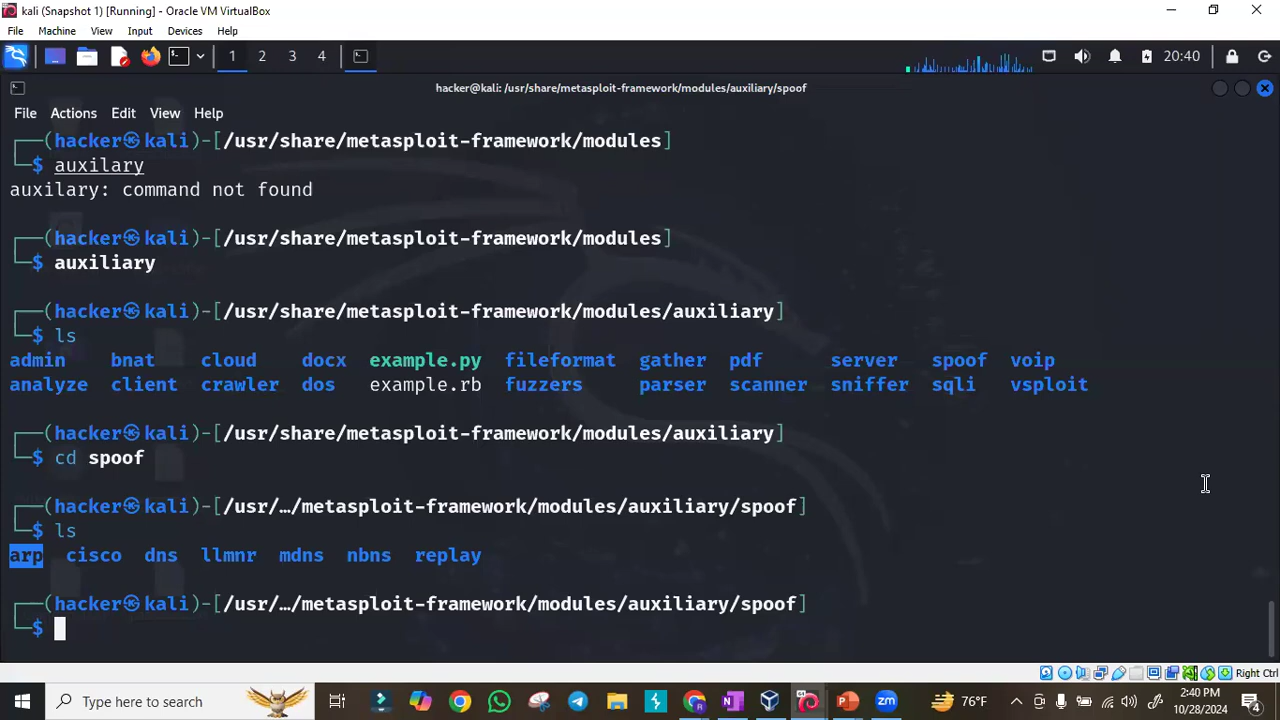 kali (Snapshot 1) [Running] - Oracle VM VirtualBox
File Machine View Input Devices Help
1 2 3 4 20:40
hacker@kali: /usr/share/metasploit-framework/modules/auxiliary/spoof
File Actions Edit View Help
┌──(hacker㉿kali)-[/usr/share/metasploit-framework/modules]
└─$ auxilary
auxilary: command not found
┌──(hacker㉿kali)-[/usr/share/metasploit-framework/modules]
└─$ auxiliary
┌──(hacker㉿kali)-[/usr/share/metasploit-framework/modules/auxiliary]
└─$ ls
admin bnat cloud docx example.py fileformat gather pdf server spoof voip
analyze client crawler dos example.rb fuzzers parser scanner sniffer sqli vsploit
┌──(hacker㉿kali)-[/usr/share/metasploit-framework/modules/auxiliary]
└─$ cd spoof
┌──(hacker㉿kali)-[/usr/…/metasploit-framework/modules/auxiliary/spoof]
└─$ ls
arp cisco dns llmnr mdns nbns replay
┌──(hacker㉿kali)-[/usr/…/metasploit-framework/modules/auxiliary/spoof]
└─$
Right Ctrl
Type here to search
76°F
2:40 PM
10/28/2024
4